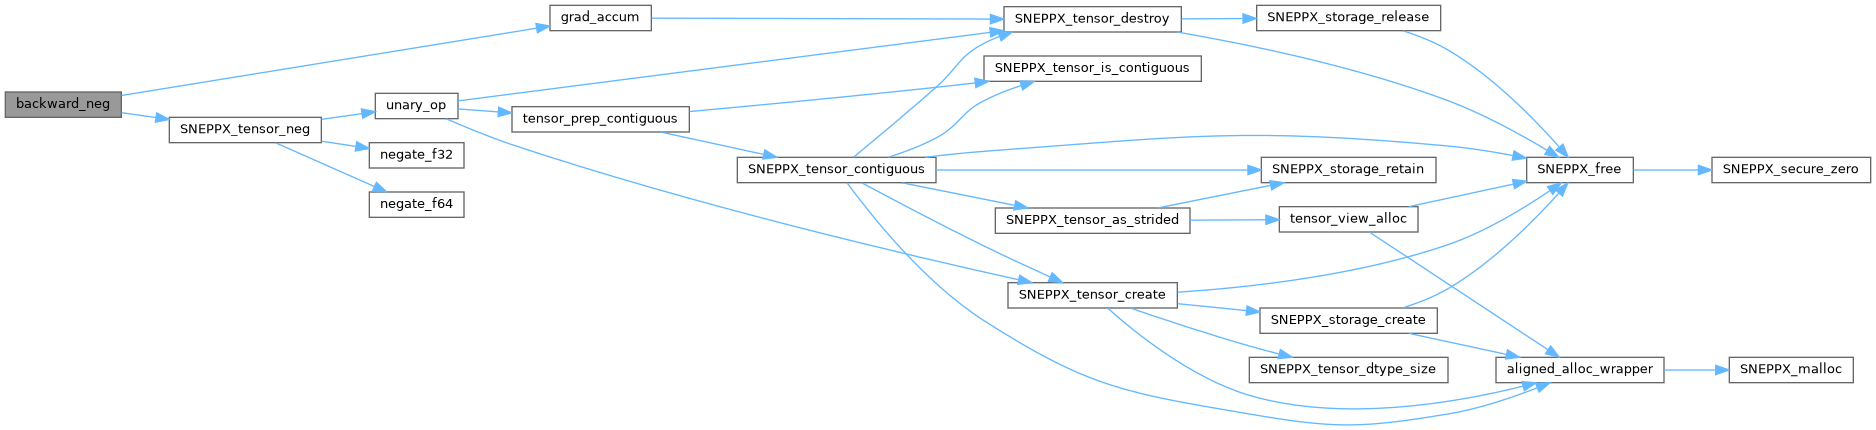 backward_neg
grad_accum
SNEPPX_tensor_neg
unary_op
negate_f32
negate_f64
tensor_prep_contiguous
SNEPPX_tensor_destroy
SNEPPX_tensor_is_contiguous
SNEPPX_tensor_contiguous
SNEPPX_tensor_as_strided
SNEPPX_tensor_create
SNEPPX_storage_release
SNEPPX_storage_retain
tensor_view_alloc
SNEPPX_storage_create
SNEPPX_tensor_dtype_size
SNEPPX_free
aligned_alloc_wrapper
SNEPPX_secure_zero
SNEPPX_malloc